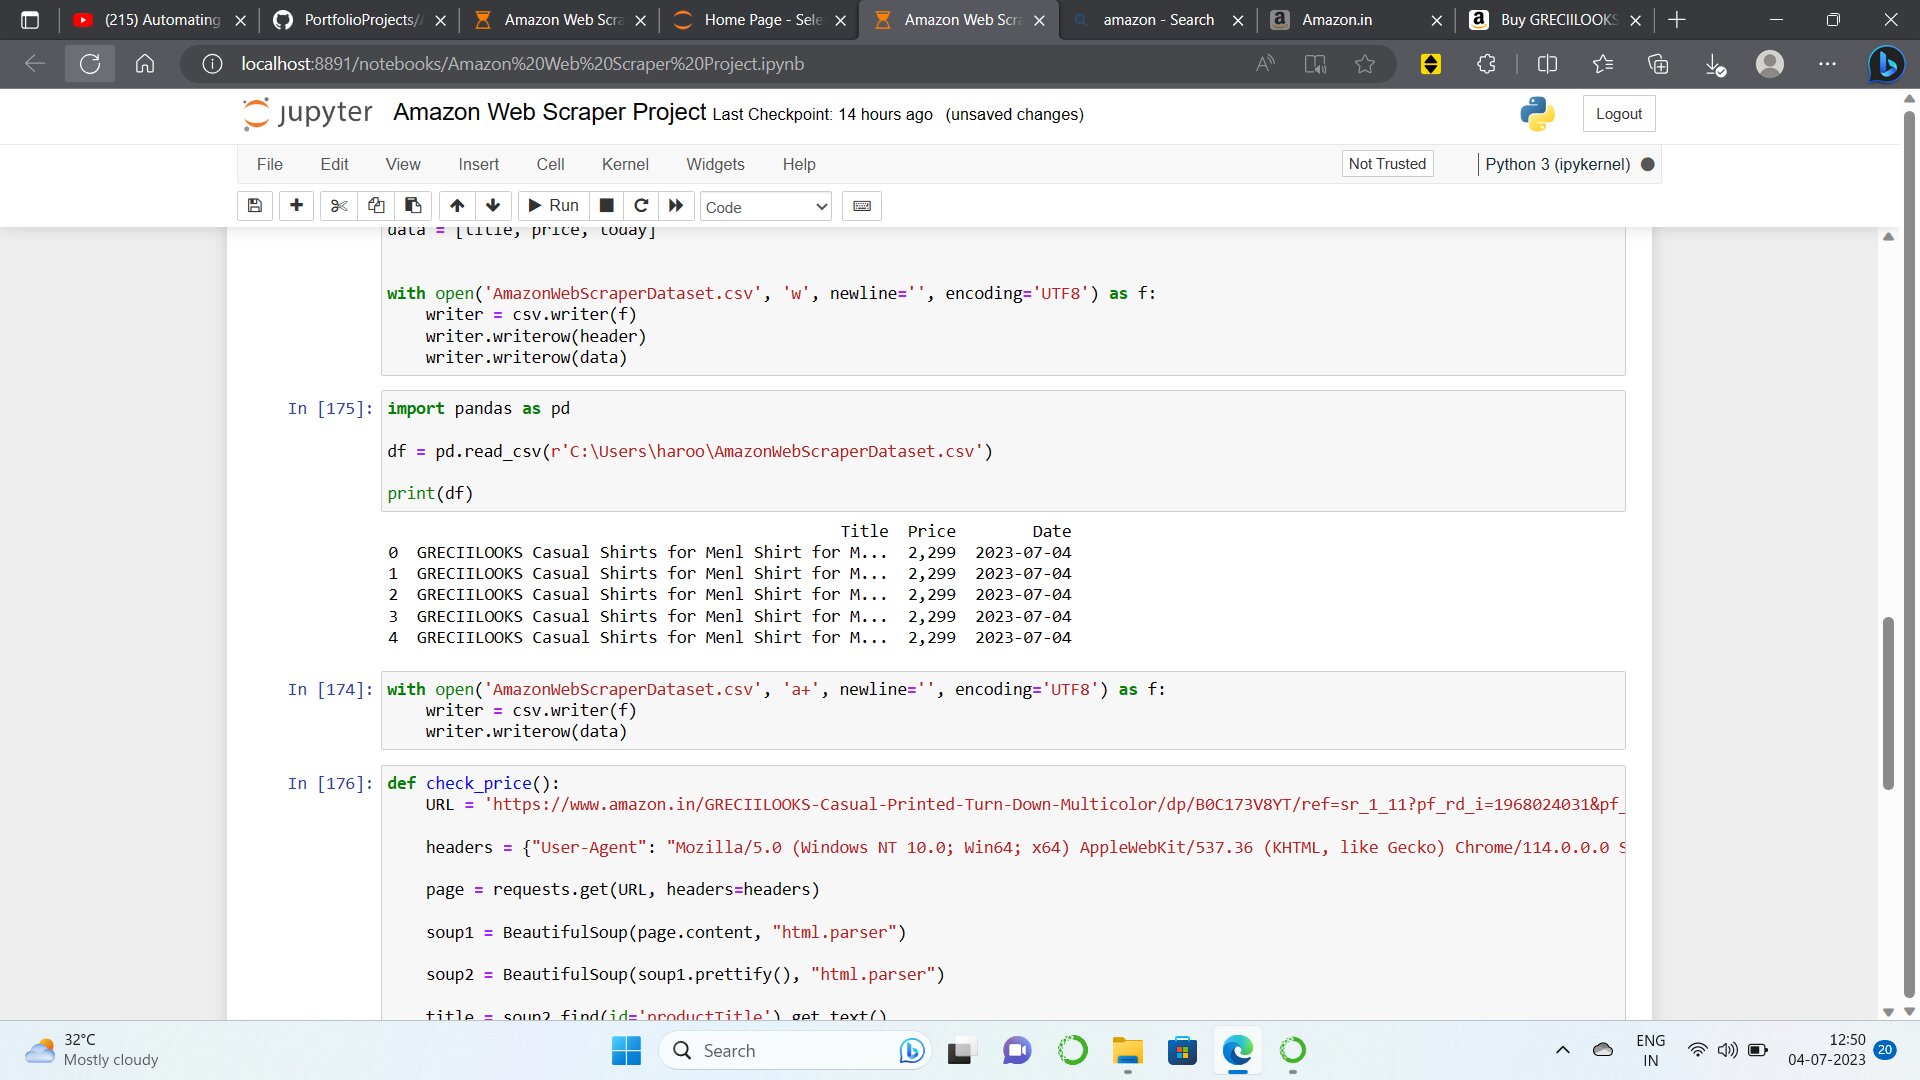 (215) Automating
PortfolioProjects/
Amazon Web Scra
Home Page - Sele
Amazon Web Scra
amazon - Search
Amazon.in
Buy GRECIILOOKS
localhost:8891/notebooks/Amazon%20Web%20Scraper%20Project.ipynb
jupyter Amazon Web Scraper Project Last Checkpoint: 14 hours ago (unsaved changes)
Logout
File Edit View Insert Cell Kernel Widgets Help
Not Trusted
Python 3 (ipykernel)
Run
Code
data = [title, price, today]
with open('AmazonWebScraperDataset.csv', 'w', newline='', encoding='UTF8') as f:
    writer = csv.writer(f)
    writer.writerow(header)
    writer.writerow(data)
In [175]:
import pandas as pd
df = pd.read_csv(r'C:\Users\haroo\AmazonWebScraperDataset.csv')
print(df)
Title Price Date
0 GRECIILOOKS Casual Shirts for Menl Shirt for M... 2,299 2023-07-04
1 GRECIILOOKS Casual Shirts for Menl Shirt for M... 2,299 2023-07-04
2 GRECIILOOKS Casual Shirts for Menl Shirt for M... 2,299 2023-07-04
3 GRECIILOOKS Casual Shirts for Menl Shirt for M... 2,299 2023-07-04
4 GRECIILOOKS Casual Shirts for Menl Shirt for M... 2,299 2023-07-04
In [174]:
with open('AmazonWebScraperDataset.csv', 'a+', newline='', encoding='UTF8') as f:
    writer = csv.writer(f)
    writer.writerow(data)
In [176]:
def check_price():
    URL = 'https://www.amazon.in/GRECIILOOKS-Casual-Printed-Turn-Down-Multicolor/dp/B0C173V8YT/ref=sr_1_11?pf_rd_i=1968024031&pf_
    headers = {"User-Agent": "Mozilla/5.0 (Windows NT 10.0; Win64; x64) AppleWebKit/537.36 (KHTML, like Gecko) Chrome/114.0.0.0 S
    page = requests.get(URL, headers=headers)
    soup1 = BeautifulSoup(page.content, "html.parser")
    soup2 = BeautifulSoup(soup1.prettify(), "html.parser")
    title = soup2.find(id='productTitle').get_text()
32°C
Mostly cloudy
Search
ENG
IN
12:50
04-07-2023
20